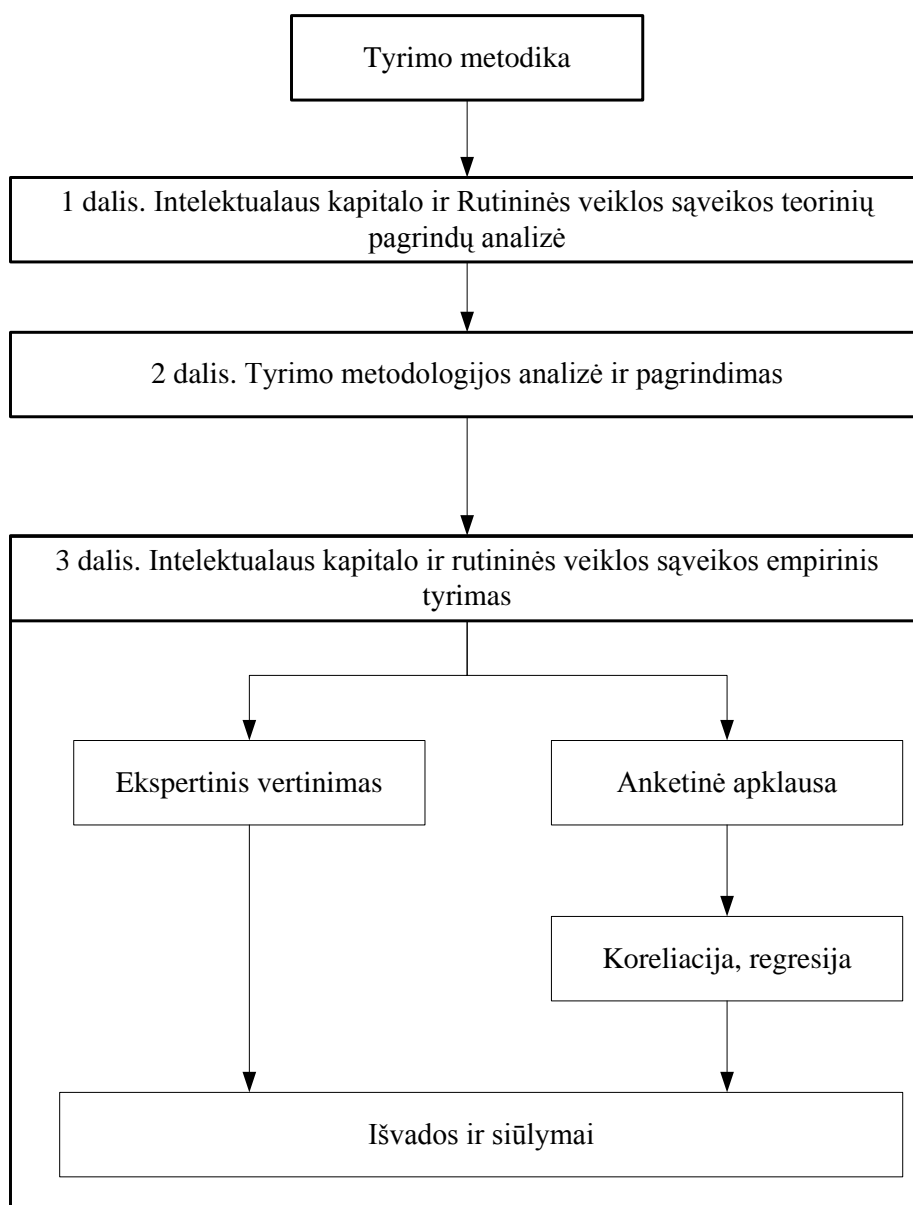 Tyrimo metodika
1 dalis. Intelektualaus kapitalo ir Rutininės veiklos sąveikos teorinių
pagrindų analizė
2 dalis. Tyrimo metodologijos analizė ir pagrindimas
3 dalis. Intelektualaus kapitalo ir rutininės veiklos sąveikos empirinis
tyrimas
Ekspertinis vertinimas
Anketinė apklausa
Koreliacija, regresija
Išvados ir siūlymai